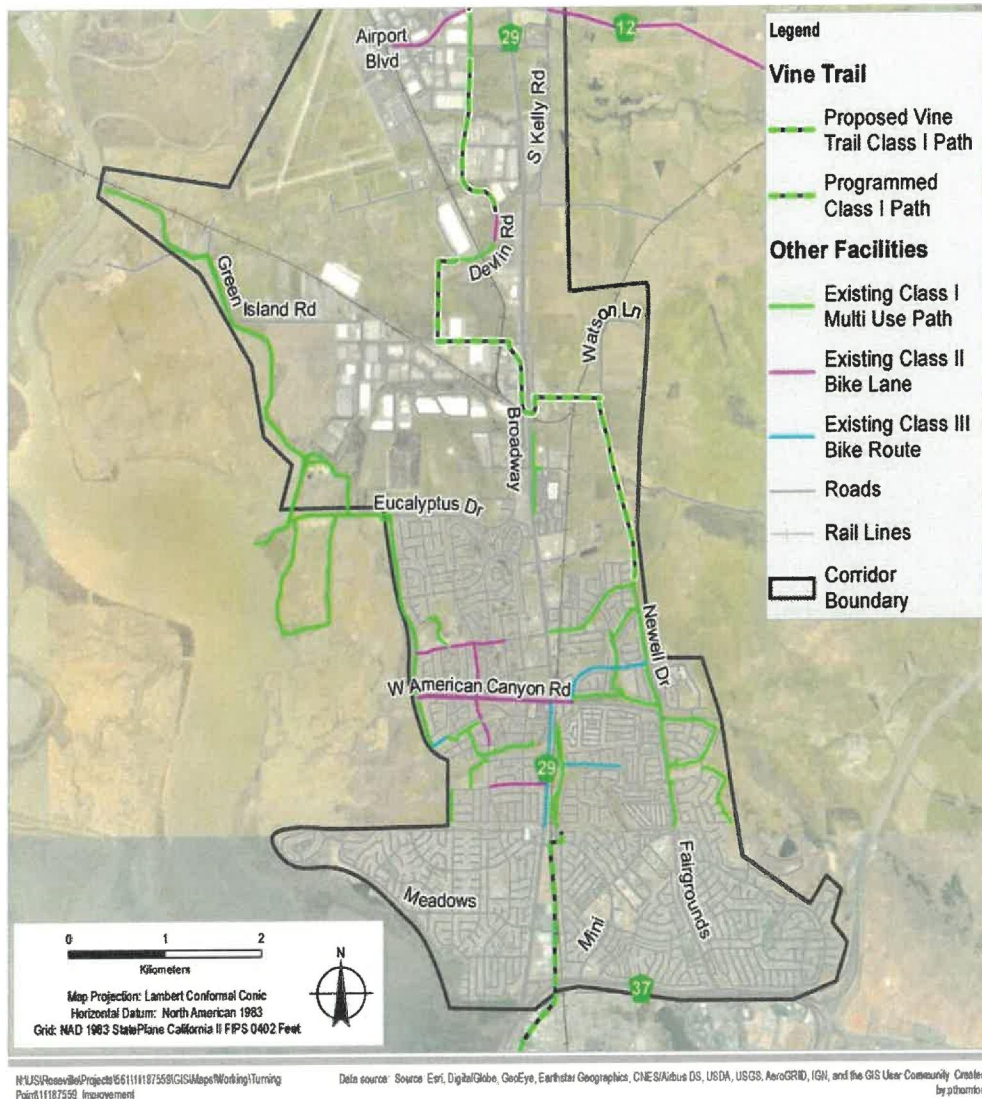 Airport
Blvd
29
12
S Kelly Rd
Devlin Rd
Green
Island Rd
Watson Ln
Broadway
Eucalyptus Dr
Newell Dr
W American Canyon Rd
29
Meadows
Mini
Fairgrounds
37
Legend
Vine Trail
Proposed Vine
Trail Class I Path
Programmed
Class I Path
Other Facilities
Existing Class I
Multi Use Path
Existing Class II
Bike Lane
Existing Class III
Bike Route
Roads
Rail Lines
Corridor
Boundary
0 1 2
Kilometers
N
Map Projection: Lambert Conformal Conic
Horizontal Datum: North American 1983
Grid: NAD 1983 StatePlane California II FIPS 0402 Feet
Data source: Source Esri, DigitalGlobe, GeoEye, Earthstar Geographics, CNES/Airbus DS, USDA, USGS, AeroGRID, IGN, and the GIS User Community Created
by:pthornton